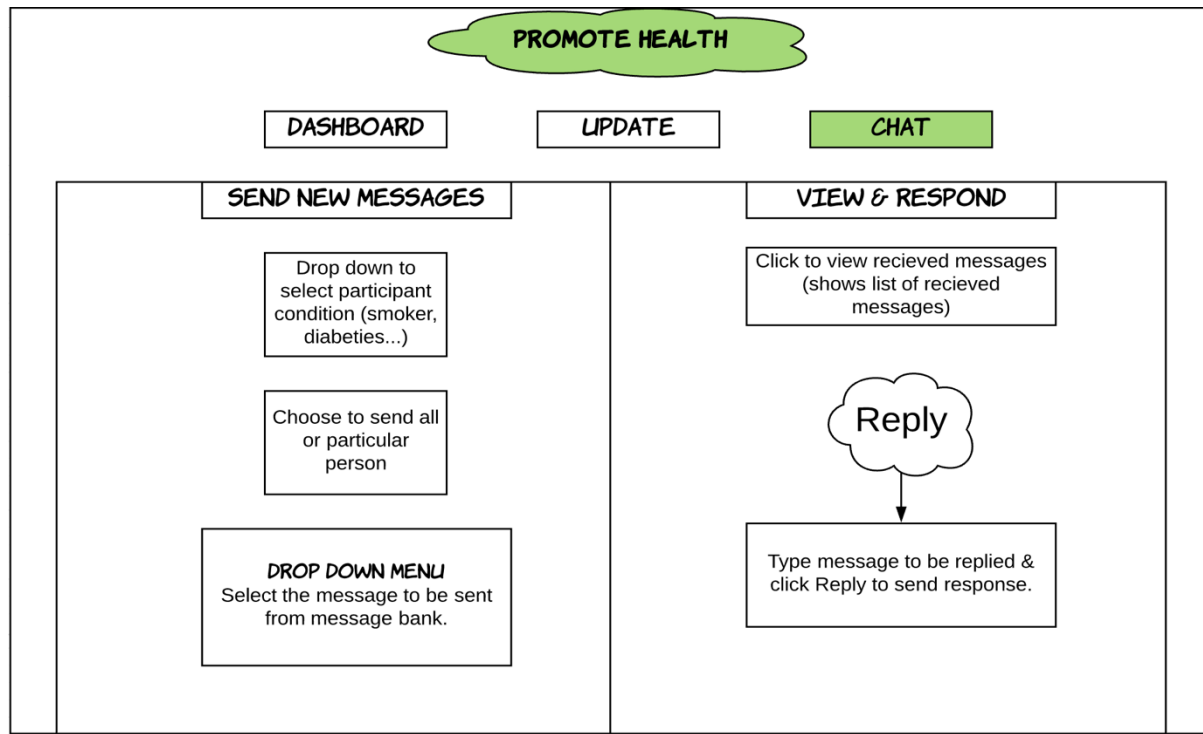 PROMOTE HEALTH
DASHBOARD
UPDATE
CHAT
SEND NEW MESSAGES
Drop down to
select participant
condition (smoker,
diabeties...)
Choose to send all
or particular
person
DROP DOWN MENU
Select the message to be sent
from message bank.
VIEW & RESPOND
Click to view recieved messages
(shows list of recieved
messages)
Reply
Type message to be replied &
click Reply to send response.